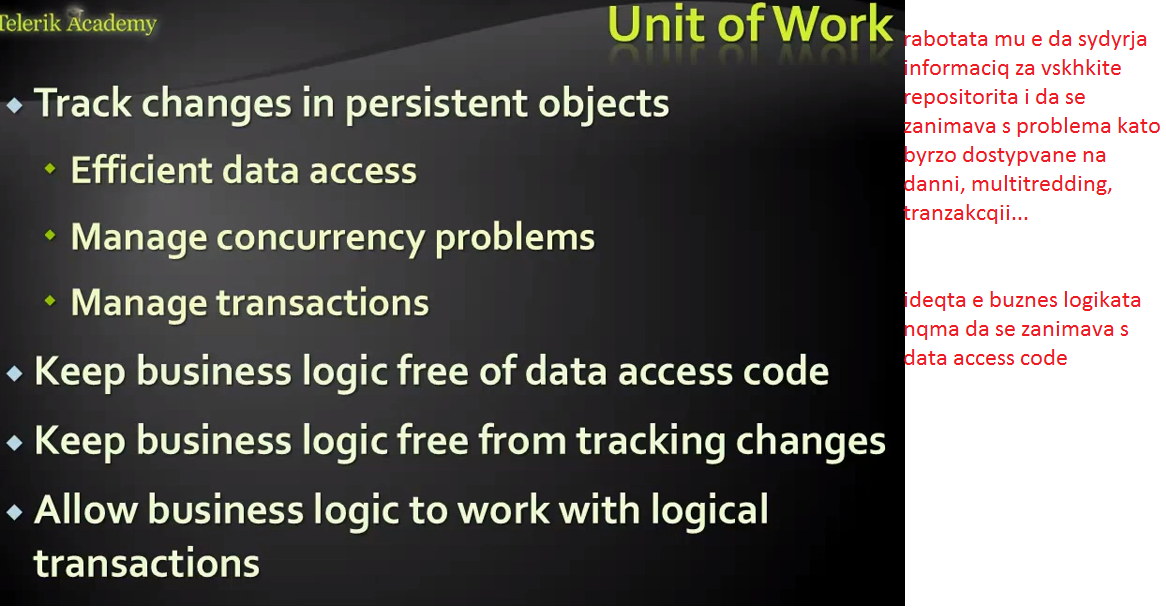 Telerik Academy
Unit of Work
Track changes in persistent objects
Efficient data access
Manage concurrency problems
Manage transactions
Keep business logic free of data access code
Keep business logic free from tracking changes
Allow business logic to work with logical
transactions
rabotata mu e da sydyrja
informaciq za vskhkite
repositorita i da se
zanimava s problema kato
byrzo dostypvane na
danni, multitredding,
tranzakcqii...
ideqta e buznes logikata
nqma da se zanimava s
data access code